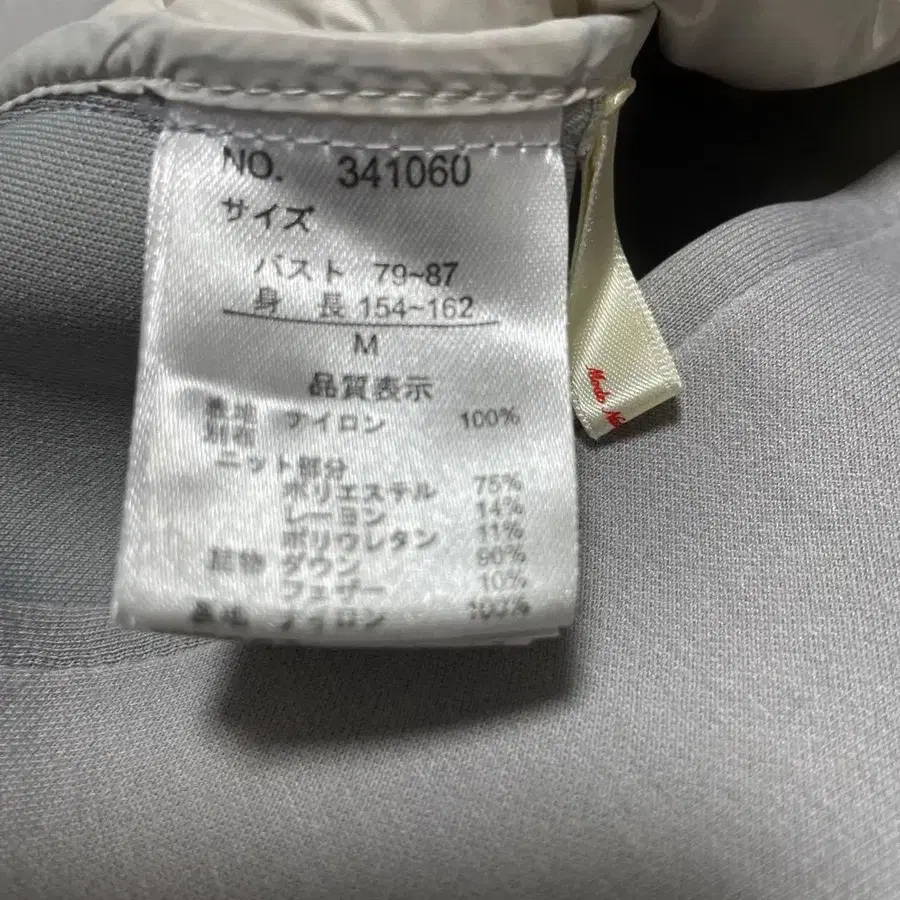 NO. 341060
サイズ
バスト 79~87
身 長 154~162
M
品質表示
表地 ナイロン 100%
別布
ニット部分
ポリエステル 75%
レーヨン 14%
ポリウレタン 11%
詰物 ダウン 90%
フェザー 10%
ナイロン 100%
Mode